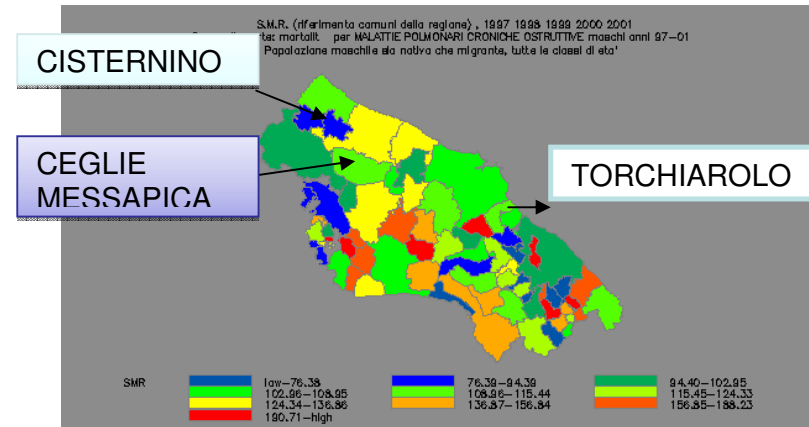 S.M.R. (riferimento comuni della regione) , 1997 1998 1999 2000 2001
rte: mortalit per MALATTIE POLMONARI CRONICHE OSTRUTTIVE maschi anni 97-01
Popolazione maschile sia nativa che migrante, tutte le classi di eta'
CISTERNINO
CEGLIE
MESSAPICA
TORCHIAROLO
SMR
low-76.38
76.39-94.39
94.40-102.95
102.96-108.95
108.96-115.44
115.45-124.33
124.34-136.86
136.87-156.84
156.85-188.23
190.71-high